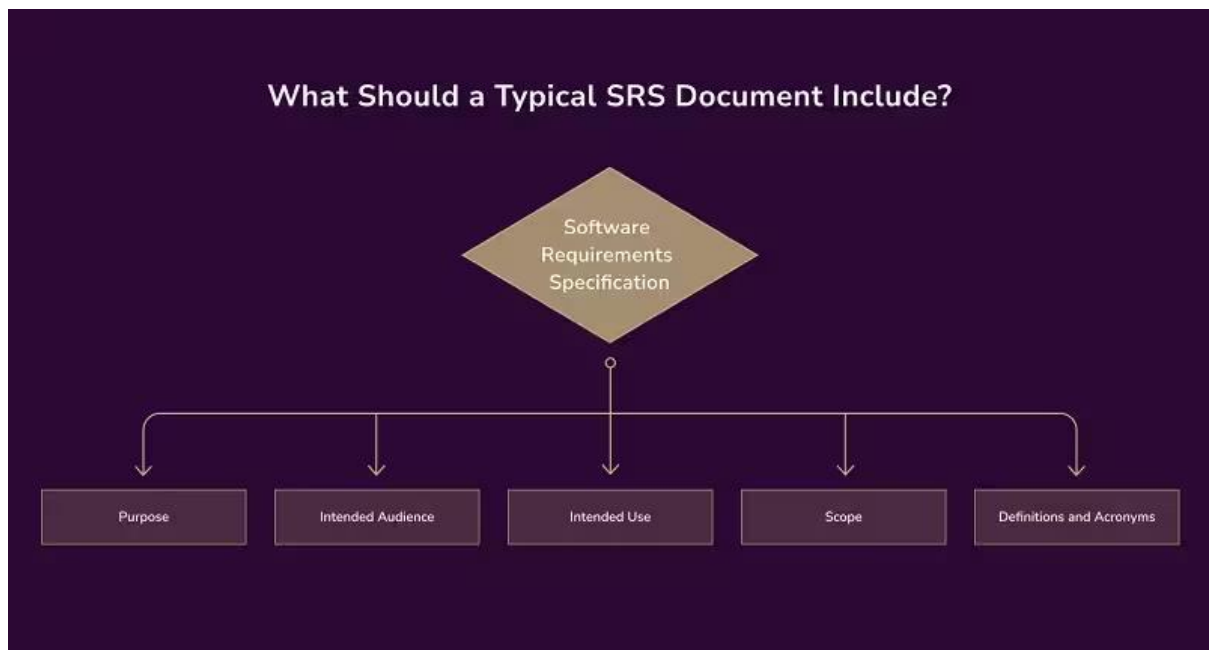 What Should a Typical SRS Document Include?
Software
Requirements
Specification
Purpose
Intended Audience
Intended Use
Scope
Definitions and Acronyms